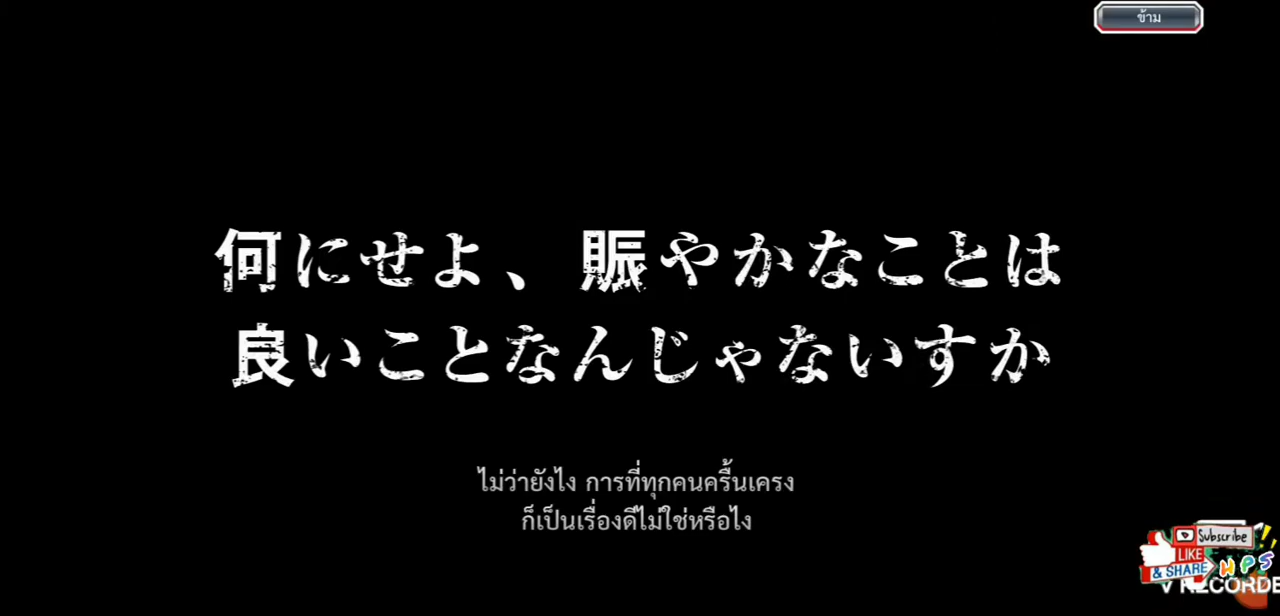 ข้าม
何にせよ、賑やかなことは
良いことなんじゃないすか
ไม่ว่ายังไง การที่ทุกคนครื้นเครง
ก็เป็นเรื่องดีไม่ใช่หรือไง
Subscribe
LIKE
& SHARE
NPS
V RECORDE